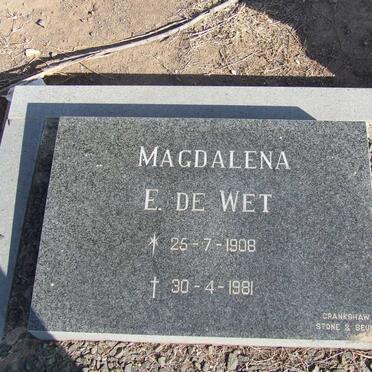 MAGDALENA
E. DE WET
* 25-7-1908
† 30-4-1981
CRANKSHAW
STONE &